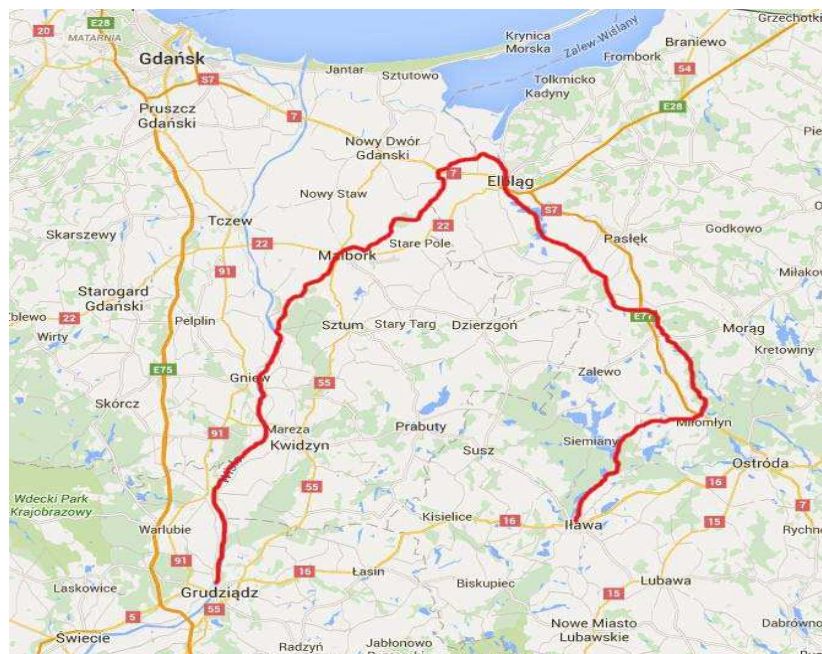 E28
20
MATARNIA
Gdańsk
S7
Pruszcz
Gdański
7
Jantar
Sztutowo
Krynica
Morska
Zalew-Wiślany
Grzechotki
Braniewo
Frombork
54
Tolkmicko
Kadyny
E28
Nowy Dwór
Gdański
7
Elbląg
Nowy Staw
S7
Tczew
22
22
Stare Pole
Malbork
Skarszewy
91
Pasłęk
Godkowo
Starogard
Gdański
22
Wirty
Pelplin
Sztum
Stary Targ
Dzierzgoń
E77
Morąg
Kretowiny
E75
Gniew
55
Zalewo
Skórcz
Prabuty
Miłomłyn
91
Mareza
Kwidzyn
Siemiany
Susz
Ostróda
Wisła
Wdecki Park
Krajobrazowy
55
16
7
Warlubie
Kisielice
16
Iława
15
91
16
Łasin
Laskowice
Grudziądz
Biskupiec
Lubawa
5
55
15
Świecie
Radzyń
Jabłonowo
Nowe Miasto
Lubawskie